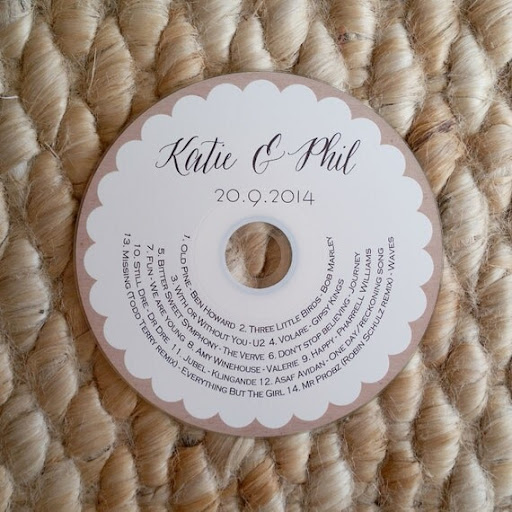 Katie & Phil
20.9.2014
1. Old Pine - Ben Howard 2. Three Little Birds - Bob Marley
3. With or Without You - U2 4. Volare - Gipsy Kings
5. Bitter Sweet Symphony - The Verve 6. Don't Stop Believing - Journey
7. Fun - We Are Young 8. Amy Winehouse - Valerie 9. Happy - Pharrell Williams
10. Still Dre - Dr Dre 11. Jubel - Klingande 12. Asaf Avidan - One Day/Reckoning Song
13. Missing (Todd Terry Remix) - Everything But The Girl 14. Mr Probz (Robin Schulz Remix) - Waves